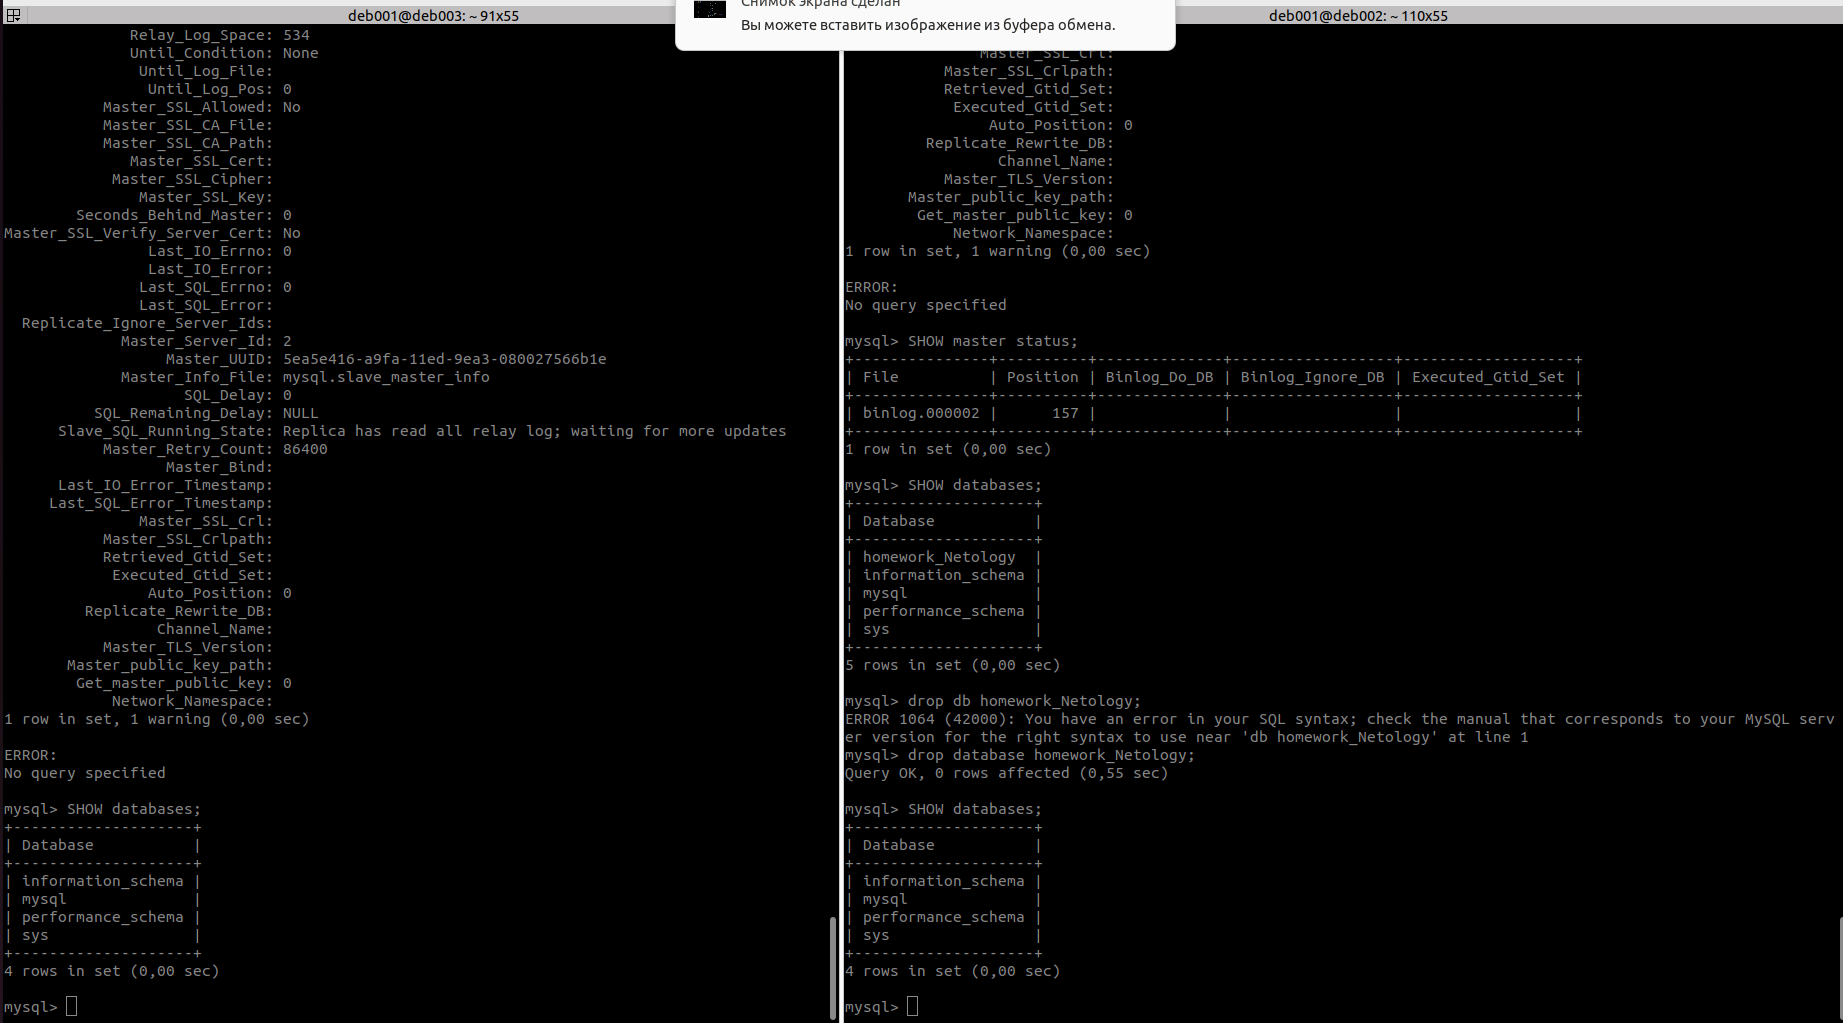 deb001@deb003: ~ 91x55
Relay_Log_Space: 534
Until_Condition: None
Until_Log_File:
Until_Log_Pos: 0
Master_SSL_Allowed: No
Master_SSL_CA_File:
Master_SSL_CA_Path:
Master_SSL_Cert:
Master_SSL_Cipher:
Master_SSL_Key:
Seconds_Behind_Master: 0
Master_SSL_Verify_Server_Cert: No
Last_IO_Errno: 0
Last_IO_Error:
Last_SQL_Errno: 0
Last_SQL_Error:
Replicate_Ignore_Server_Ids:
Master_Server_Id: 2
Master_UUID: 5ea5e416-a9fa-11ed-9ea3-080027566b1e
Master_Info_File: mysql.slave_master_info
SQL_Delay: 0
SQL_Remaining_Delay: NULL
Slave_SQL_Running_State: Replica has read all relay log; waiting for more updates
Master_Retry_Count: 86400
Master_Bind:
Last_IO_Error_Timestamp:
Last_SQL_Error_Timestamp:
Master_SSL_Crl:
Master_SSL_Crlpath:
Retrieved_Gtid_Set:
Executed_Gtid_Set:
Auto_Position: 0
Replicate_Rewrite_DB:
Channel_Name:
Master_TLS_Version:
Master_public_key_path:
Get_master_public_key: 0
Network_Namespace:
1 row in set, 1 warning (0,00 sec)
ERROR:
No query specified
mysql> SHOW databases;
+--------------------+
| Database           |
+--------------------+
| information_schema |
| mysql              |
| performance_schema |
| sys                |
+--------------------+
4 rows in set (0,00 sec)
mysql>
Снимок экрана сделан
Вы можете вставить изображение из буфера обмена.
deb001@deb002: ~ 110x55
Master_SSL_Crl:
Master_SSL_Crlpath:
Retrieved_Gtid_Set:
Executed_Gtid_Set:
Auto_Position: 0
Replicate_Rewrite_DB:
Channel_Name:
Master_TLS_Version:
Master_public_key_path:
Get_master_public_key: 0
Network_Namespace:
1 row in set, 1 warning (0,00 sec)
ERROR:
No query specified
mysql> SHOW master status;
+---------------+----------+--------------+------------------+-------------------+
| File          | Position | Binlog_Do_DB | Binlog_Ignore_DB | Executed_Gtid_Set |
+---------------+----------+--------------+------------------+-------------------+
| binlog.000002 |      157 |              |                  |                   |
+---------------+----------+--------------+------------------+-------------------+
1 row in set (0,00 sec)
mysql> SHOW databases;
+--------------------+
| Database           |
+--------------------+
| homework_Netology  |
| information_schema |
| mysql              |
| performance_schema |
| sys                |
+--------------------+
5 rows in set (0,00 sec)
mysql> drop db homework_Netology;
ERROR 1064 (42000): You have an error in your SQL syntax; check the manual that corresponds to your MySQL serv
er version for the right syntax to use near 'db homework_Netology' at line 1
mysql> drop database homework_Netology;
Query OK, 0 rows affected (0,55 sec)
mysql> SHOW databases;
+--------------------+
| Database           |
+--------------------+
| information_schema |
| mysql              |
| performance_schema |
| sys                |
+--------------------+
4 rows in set (0,00 sec)
mysql>